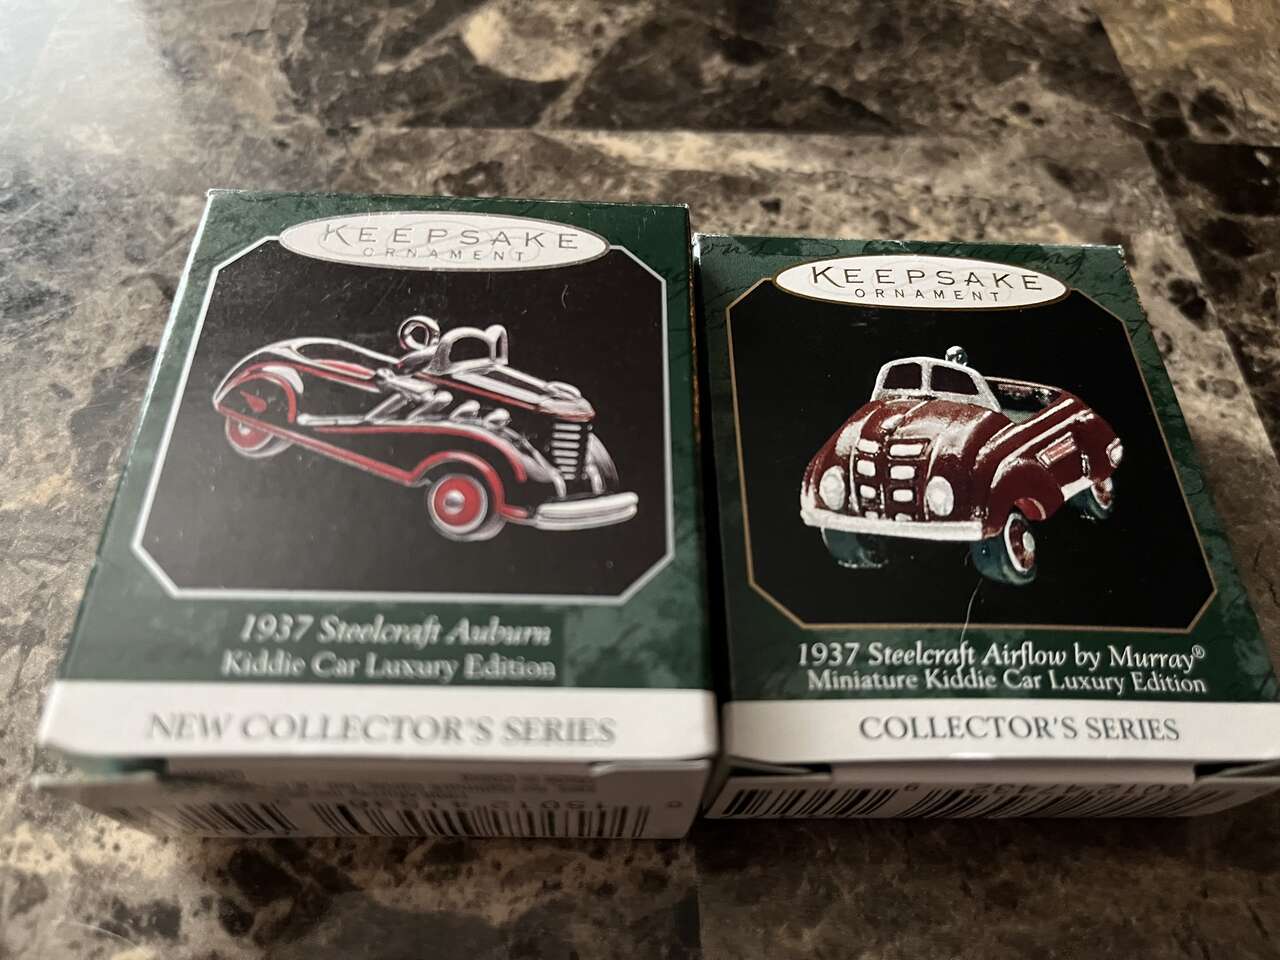 KEEPSAKE
ORNAMENT
1937 Steelcraft Auburn
Kiddie Car Luxury Edition
NEW COLLECTOR'S SERIES
KEEPSAKE
ORNAMENT
1937 Steelcraft Airflow by Murray®
Miniature Kiddie Car Luxury Edition
COLLECTOR'S SERIES